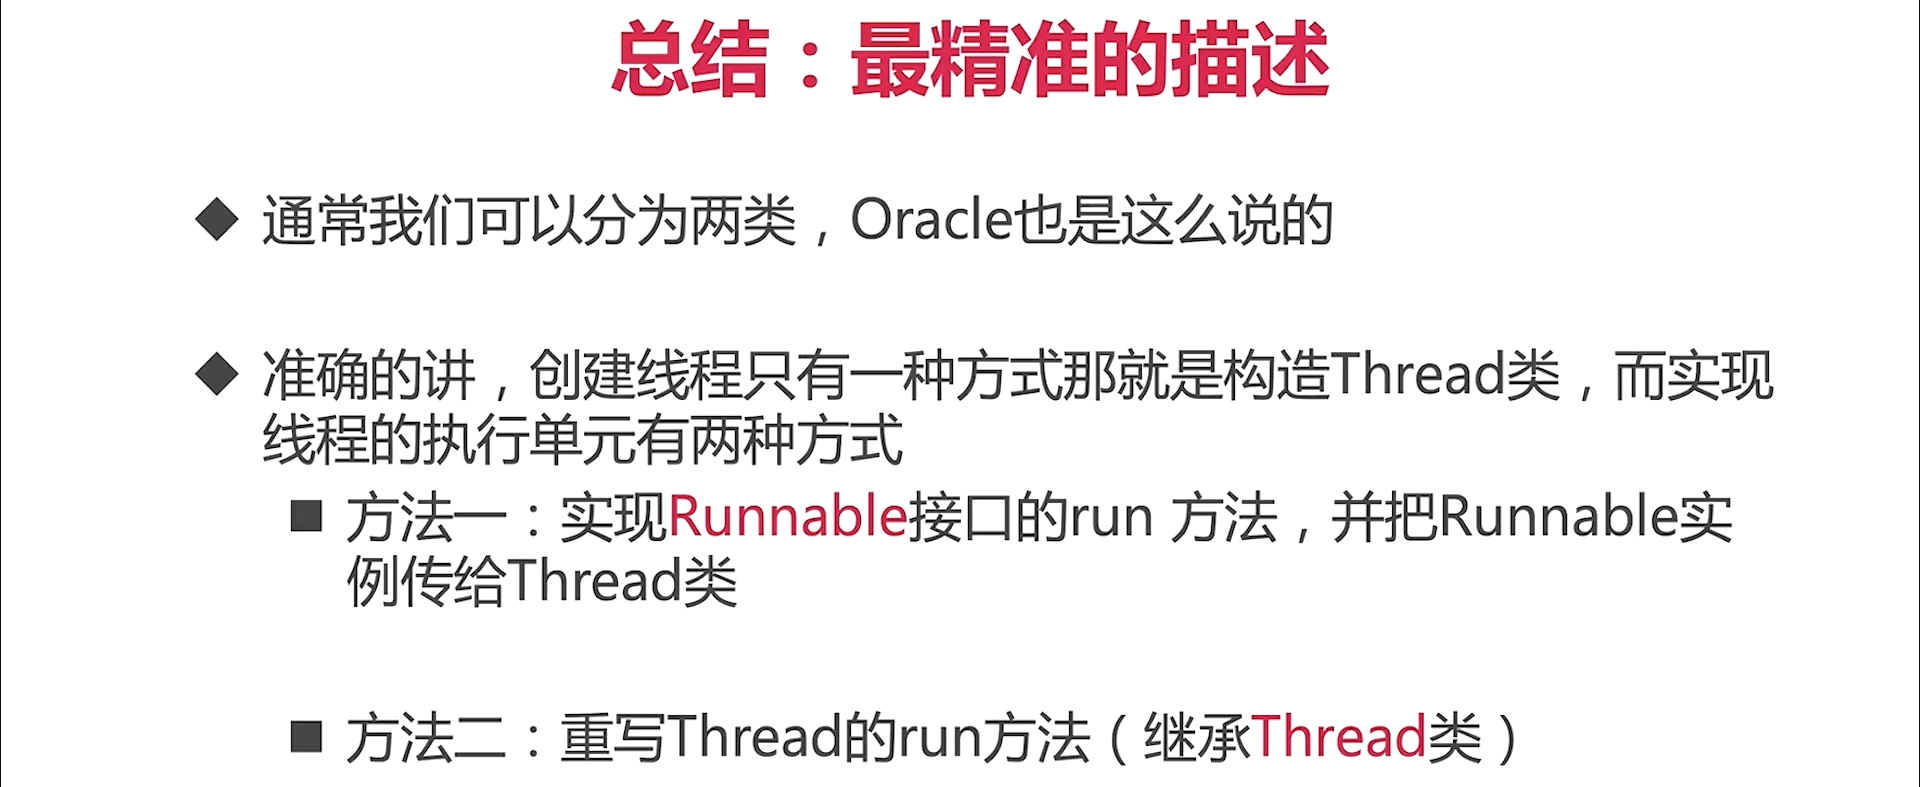 总结：最精准的描述
通常我们可以分为两类，Oracle也是这么说的
准确的讲，创建线程只有一种方式那就是构造Thread类，而实现
线程的执行单元有两种方式
方法一：实现Runnable接口的run 方法，并把Runnable实
例传给Thread类
方法二：重写Thread的run方法（继承Thread类）